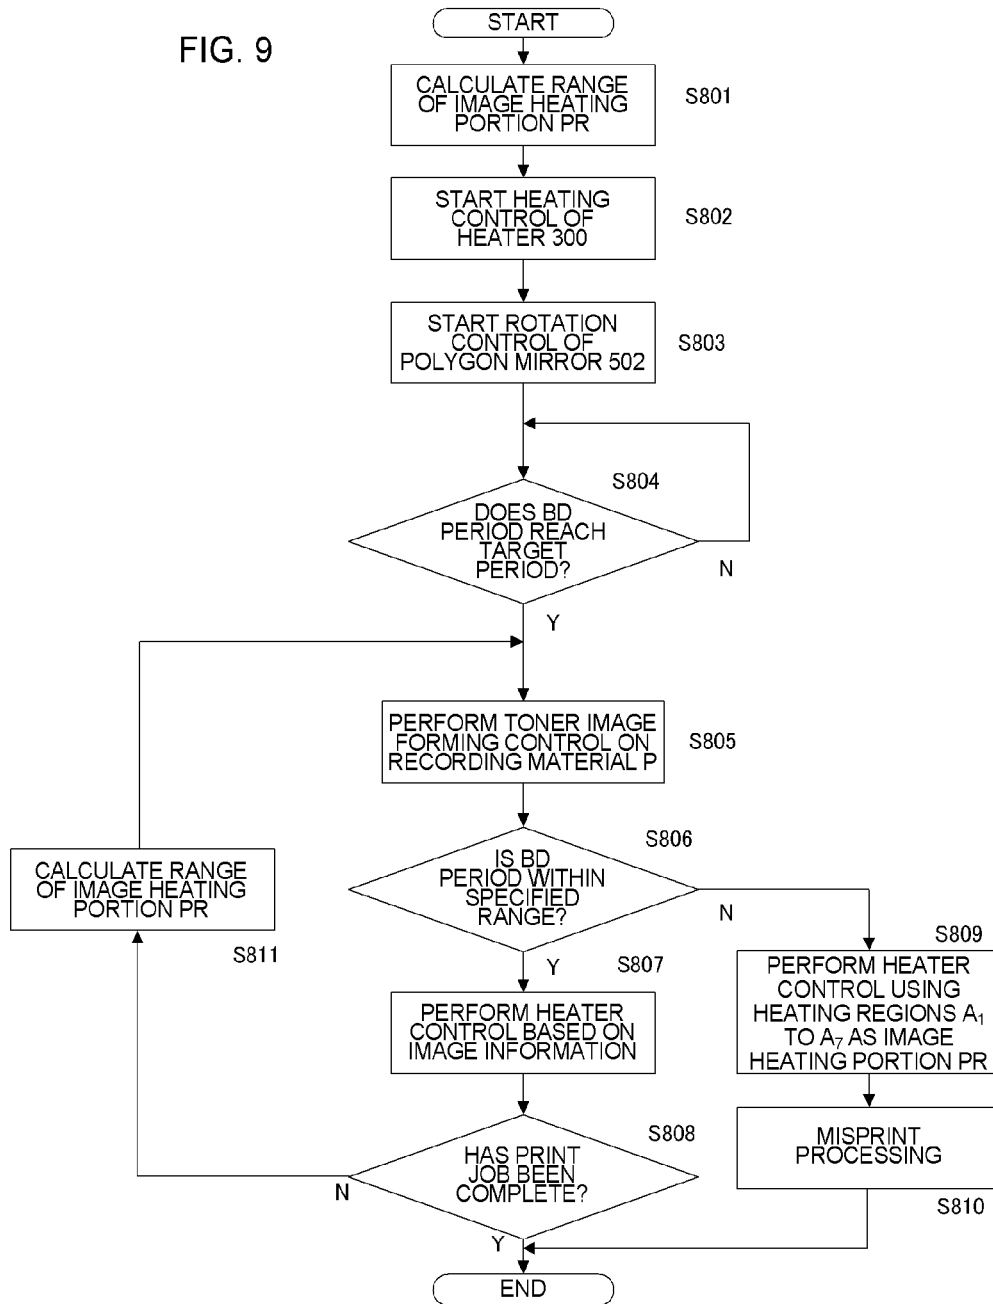 FIG. 9
START
CALCULATE RANGE
OF IMAGE HEATING
PORTION PR
S801
START HEATING
CONTROL OF
HEATER 300
S802
START ROTATION
CONTROL OF
POLYGON MIRROR 502
S803
S804
DOES BD
PERIOD REACH
TARGET
PERIOD?
N
Y
PERFORM TONER IMAGE
FORMING CONTROL ON
RECORDING MATERIAL P
S805
S806
IS BD
PERIOD WITHIN
SPECIFIED
RANGE?
N
Y
CALCULATE RANGE
OF IMAGE HEATING
PORTION PR
S811
S807
PERFORM HEATER
CONTROL BASED ON
IMAGE INFORMATION
S809
PERFORM HEATER
CONTROL USING
HEATING REGIONS A₁
TO A₇ AS IMAGE
HEATING PORTION PR
S808
HAS PRINT
JOB BEEN
COMPLETE?
N
Y
MISPRINT
PROCESSING
S810
END